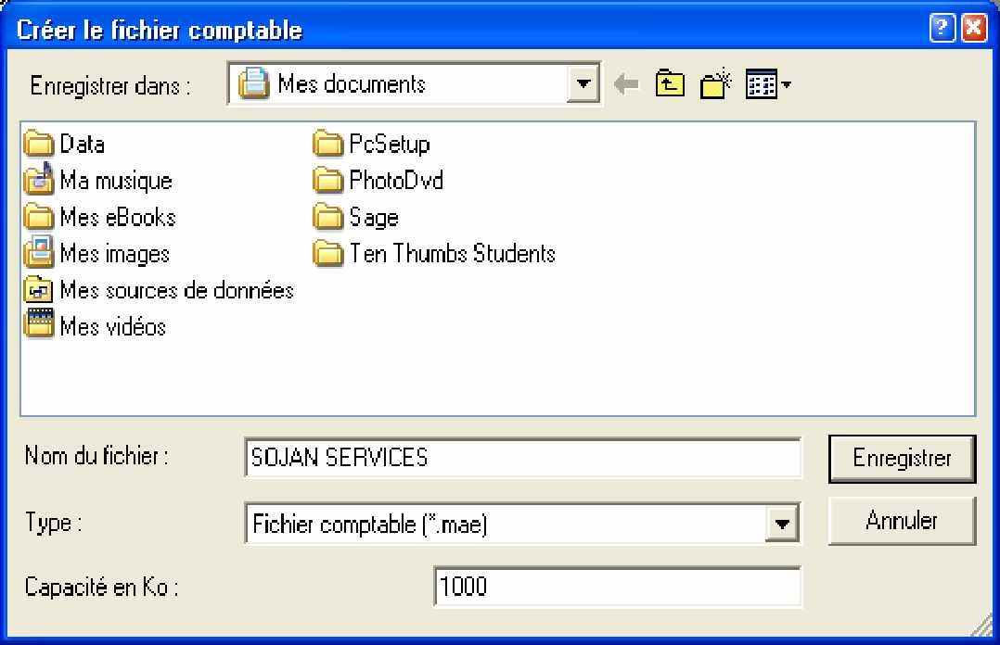 Créer le fichier comptable
Enregistrer dans :
Mes documents
Data
Ma musique
Mes eBooks
Mes images
Mes sources de données
Mes vidéos
PcSetup
PhotoDvd
Sage
Ten Thumbs Students
Nom du fichier :
SOJAN SERVICES
Enregistrer
Type :
Fichier comptable (*.mae)
Annuler
Capacité en Ko :
1000